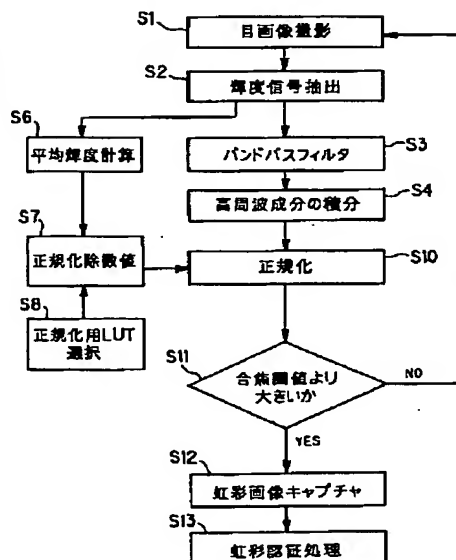 S1
目画像撮影
S2
輝度信号抽出
S6
平均輝度計算
バンドパスフィルタ
S3
高周波成分の積分
S4
S7
正規化除数値
正規化
S10
S8
正規化用LUT
選択
S11
合焦閾値より
大きいか
NO
YES
S12
虹彩画像キャプチャ
S13
虹彩認証処理